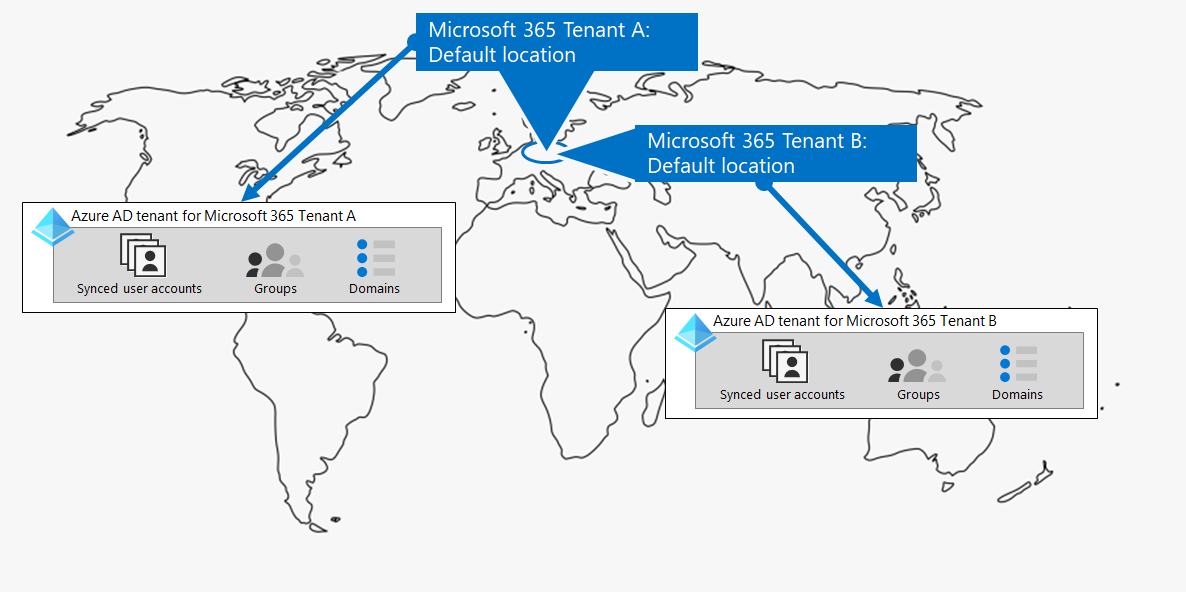 Microsoft 365 Tenant A:
Default location
Microsoft 365 Tenant B:
Default location
Azure AD tenant for Microsoft 365 Tenant A
Synced user accounts
Groups
Domains
Azure AD tenant for Microsoft 365 Tenant B
Synced user accounts
Groups
Domains